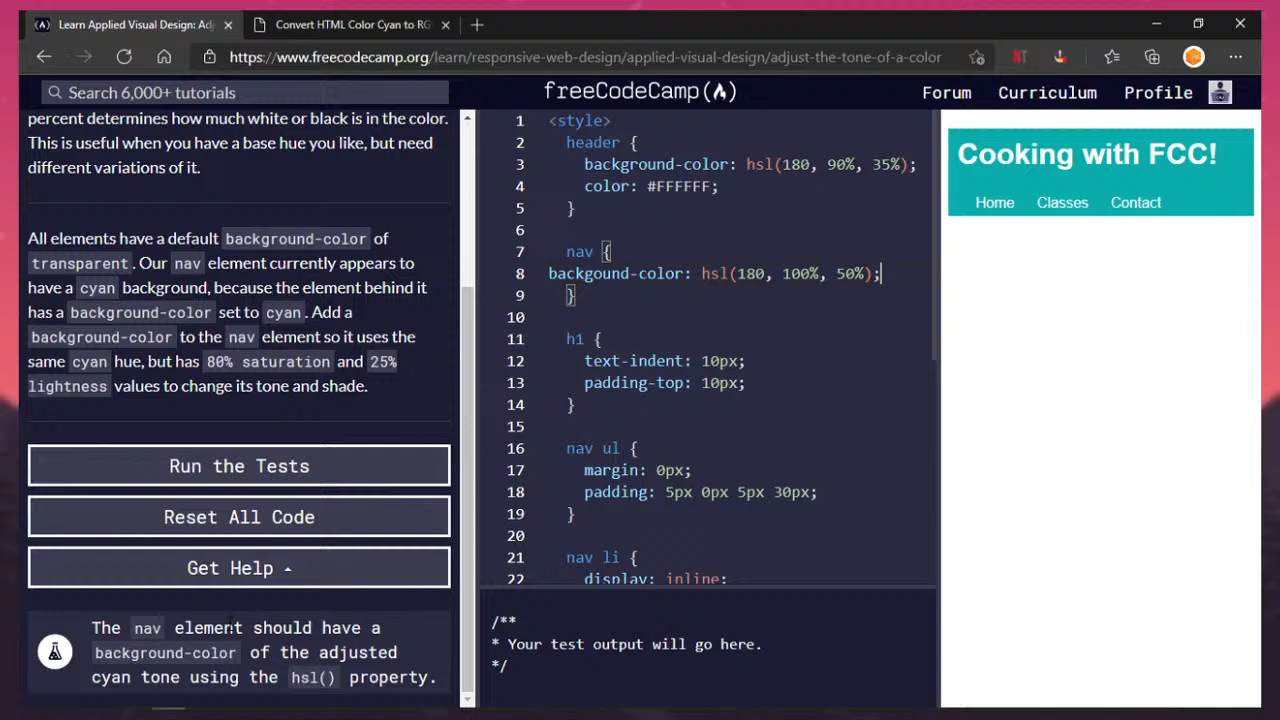 Learn Applied Visual Design: Adj
Convert HTML Color Cyan to RG
https://www.freecodecamp.org/learn/responsive-web-design/applied-visual-design/adjust-the-tone-of-a-color
Search 6,000+ tutorials
freeCodeCamp
Forum
Curriculum
Profile
percent determines how much white or black is in the color.
This is useful when you have a base hue you like, but need
different variations of it.
All elements have a default background-color of
transparent. Our nav element currently appears to
have a cyan background, because the element behind it
has a background-color set to cyan. Add a
background-color to the nav element so it uses the
same cyan hue, but has 80% saturation and 25%
lightness values to change its tone and shade.
Run the Tests
Reset All Code
Get Help
The nav element should have a
background-color of the adjusted
cyan tone using the hsl() property.
1 <style>
2 header {
3 background-color: hsl(180, 90%, 35%);
4 color: #FFFFFF;
5 }
6
7 nav {
8 backgound-color: hsl(180, 100%, 50%);
9 }
10
11 h1 {
12 text-indent: 10px;
13 padding-top: 10px;
14 }
15
16 nav ul {
17 margin: 0px;
18 padding: 5px 0px 5px 30px;
19 }
20
21 nav li {
22 display: inline;
/**
* Your test output will go here.
*/
Cooking with FCC!
Home Classes Contact